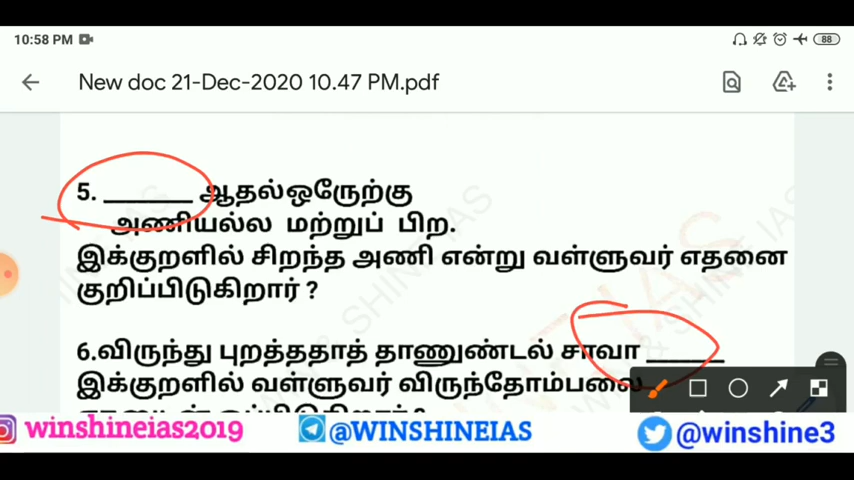 10:58 PM
88
New doc 21-Dec-2020 10.47 PM.pdf
5. ______ ஆதல்ஒருேற்கு
அணியல்ல மற்றுப் பிற.
இக்குறளில் சிறந்த அணி என்று வள்ளுவர் எதனை
குறிப்பிடுகிறார் ?
6.விருந்து புறத்ததாத் தாணுண்டல் சாவா _____
இக்குறளில் வள்ளுவர் விருந்தோம்பலை
winshineias2019
@WINSHINEIAS
@winshine3